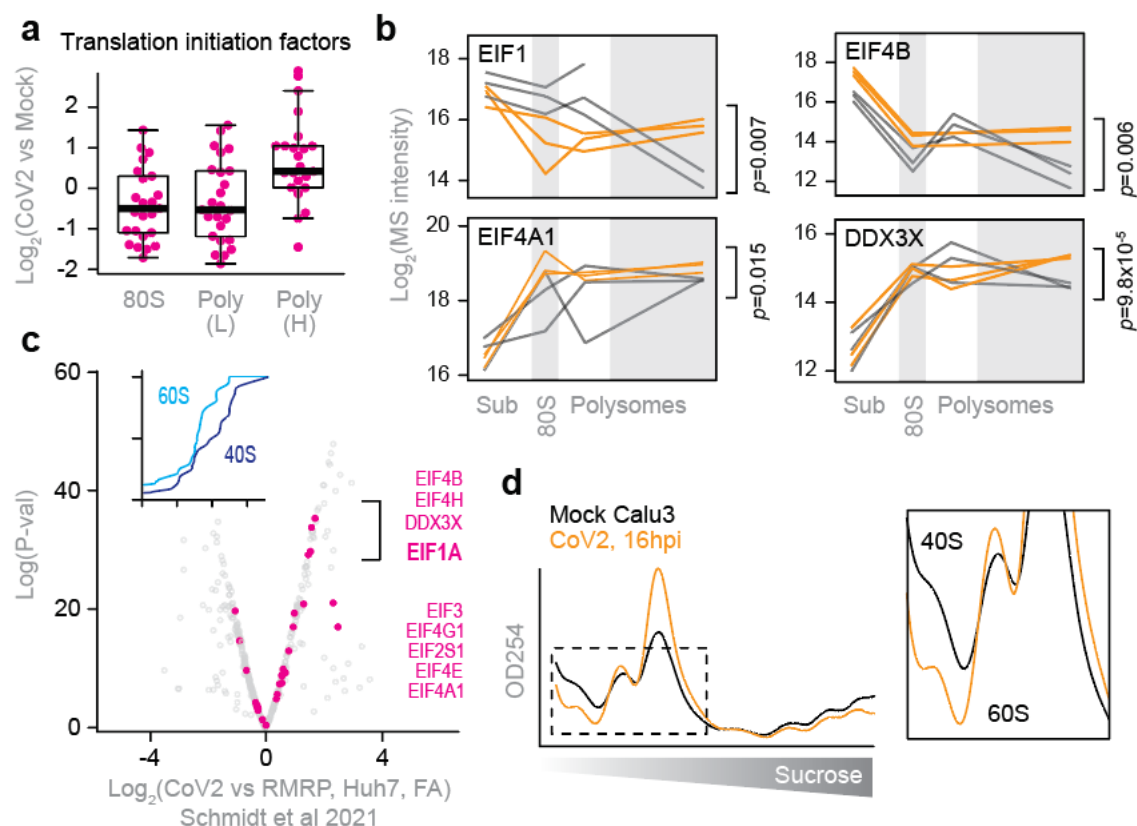 a
Translation initiation factors
Log2(CoV2 vs Mock)
2
1
0
-1
-2
80S
Poly
(L)
Poly
(H)
b
Log2(MS intensity)
EIF1
18
16
14
p=0.007
EIF4B
18
16
14
12
p=0.006
EIF4A1
20
18
16
p=0.015
DDX3X
16
14
12
p=9.8x10-5
Sub
80S
Polysomes
Sub
80S
Polysomes
c
Log(P-val)
60
40
20
0
60S
40S
EIF4B
EIF4H
DDX3X
EIF1A
EIF3
EIF4G1
EIF2S1
EIF4E
EIF4A1
-4
0
4
Log2(CoV2 vs RMRP, Huh7, FA)
Schmidt et al 2021
d
Mock Calu3
CoV2, 16hpi
OD254
Sucrose
40S
60S